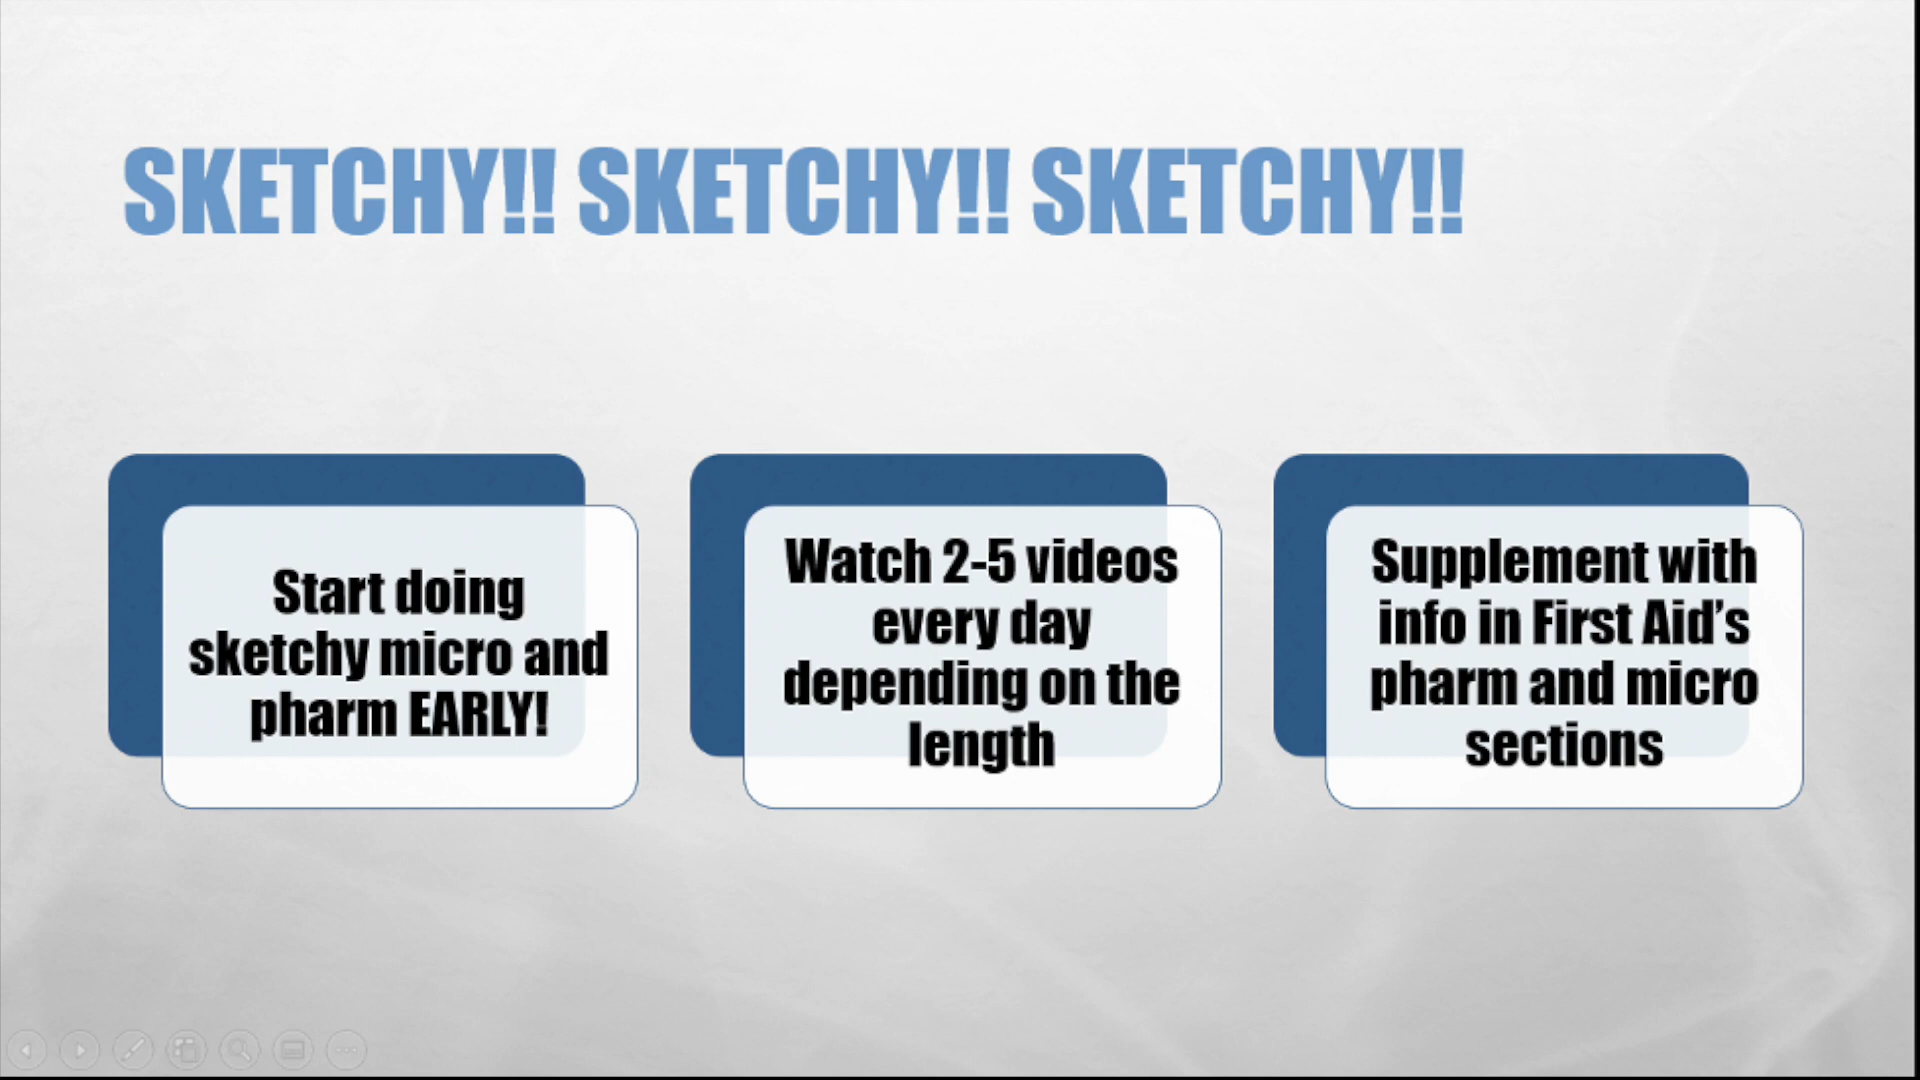 SKETCHY!! SKETCHY!! SKETCHY!!
Start doing
sketchy micro and
pharm EARLY!
Watch 2-5 videos
every day
depending on the
length
Supplement with
info in First Aid’s
pharm and micro
sections